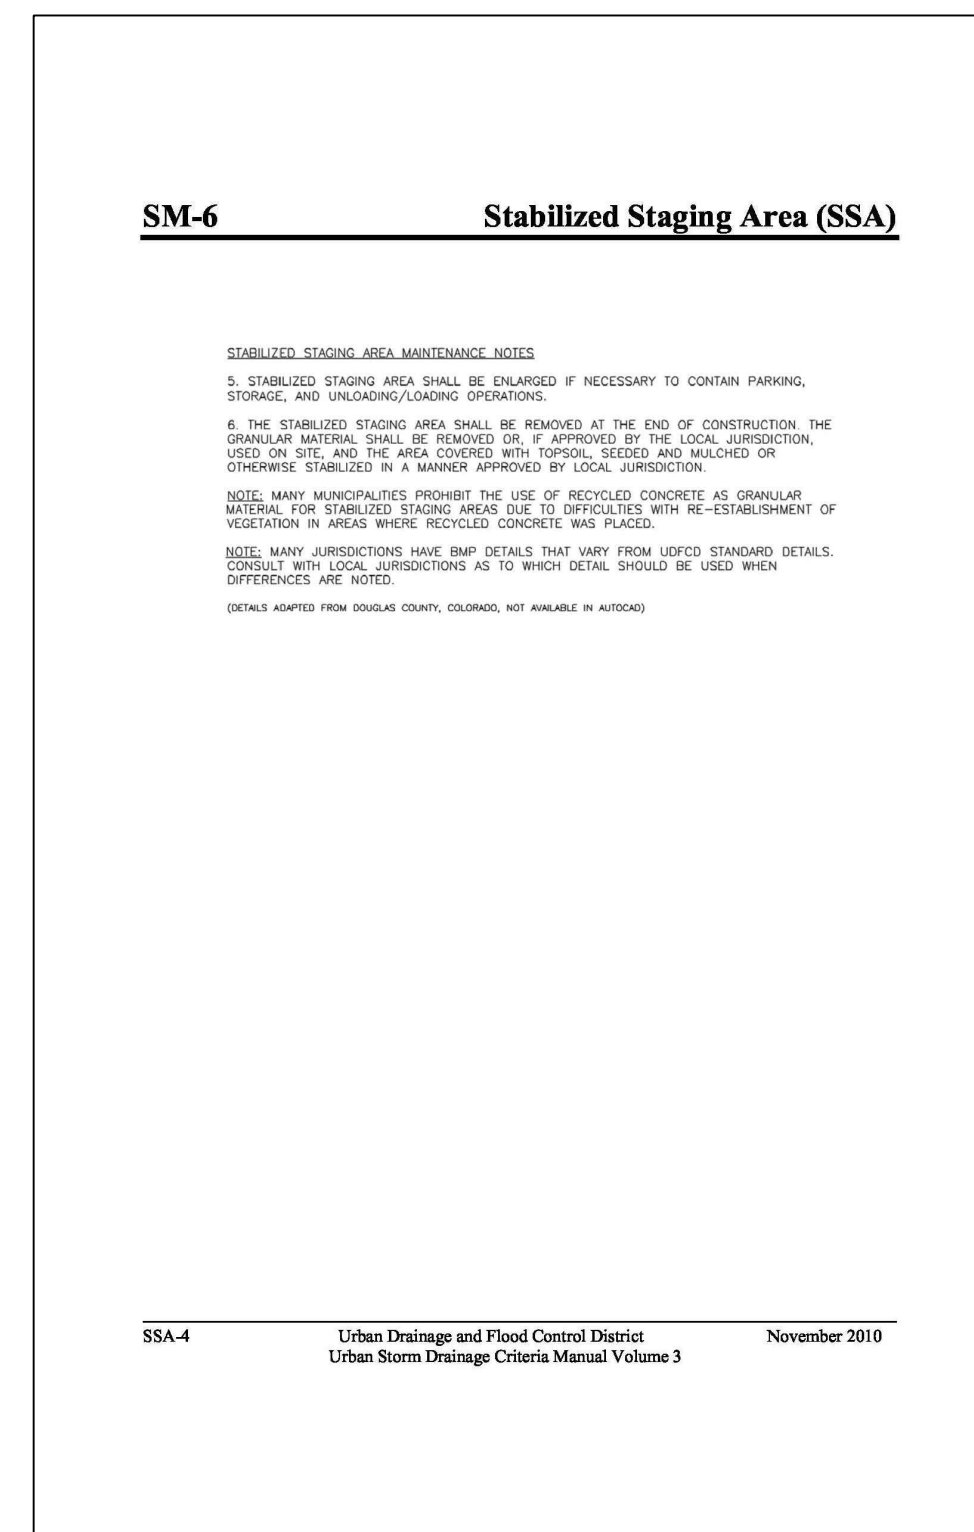 SM-6 Stabilized Staging Area (SSA)
STABILIZED STAGING AREA MAINTENANCE NOTES
5. STABILIZED STAGING AREA SHALL BE ENLARGED IF NECESSARY TO CONTAIN PARKING,
STORAGE, AND UNLOADING/LOADING OPERATIONS.
6. THE STABILIZED STAGING AREA SHALL BE REMOVED AT THE END OF CONSTRUCTION. THE
GRANULAR MATERIAL SHALL BE REMOVED OR, IF APPROVED BY THE LOCAL JURISDICTION,
USED ON SITE, AND THE AREA COVERED WITH TOPSOIL, SEEDED AND MULCHED OR
OTHERWISE STABILIZED IN A MANNER APPROVED BY LOCAL JURISDICTION.
NOTE: MANY MUNICIPALITIES PROHIBIT THE USE OF RECYCLED CONCRETE AS GRANULAR
MATERIAL FOR STABILIZED STAGING AREAS DUE TO DIFFICULTIES WITH RE-ESTABLISHMENT OF
VEGETATION IN AREAS WHERE RECYCLED CONCRETE WAS PLACED.
NOTE: MANY JURISDICTIONS HAVE BMP DETAILS THAT VARY FROM UDFCD STANDARD DETAILS.
CONSULT WITH LOCAL JURISDICTIONS AS TO WHICH DETAIL SHOULD BE USED WHEN
DIFFERENCES ARE NOTED.
(DETAILS ADAPTED FROM DOUGLAS COUNTY, COLORADO, NOT AVAILABLE IN AUTOCAD)
SSA-4 Urban Drainage and Flood Control District November 2010
Urban Storm Drainage Criteria Manual Volume 3